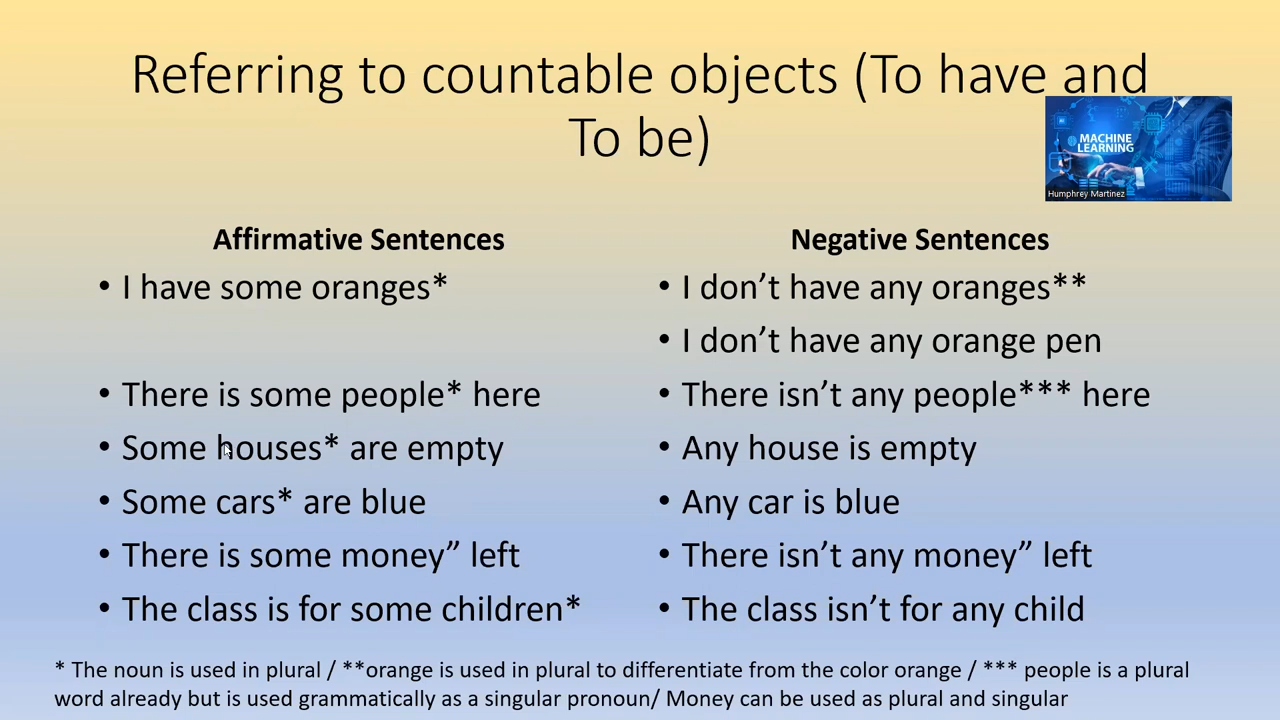 Referring to countable objects (To have and
To be)
MACHINE
LEARNING
Humphrey Martinez
Affirmative Sentences
• I have some oranges*
• There is some people* here
• Some houses* are empty
• Some cars* are blue
• There is some money” left
• The class is for some children*
Negative Sentences
• I don’t have any oranges**
• I don’t have any orange pen
• There isn’t any people*** here
• Any house is empty
• Any car is blue
• There isn’t any money” left
• The class isn’t for any child
* The noun is used in plural / **orange is used in plural to differentiate from the color orange / *** people is a plural
word already but is used grammatically as a singular pronoun/ Money can be used as plural and singular